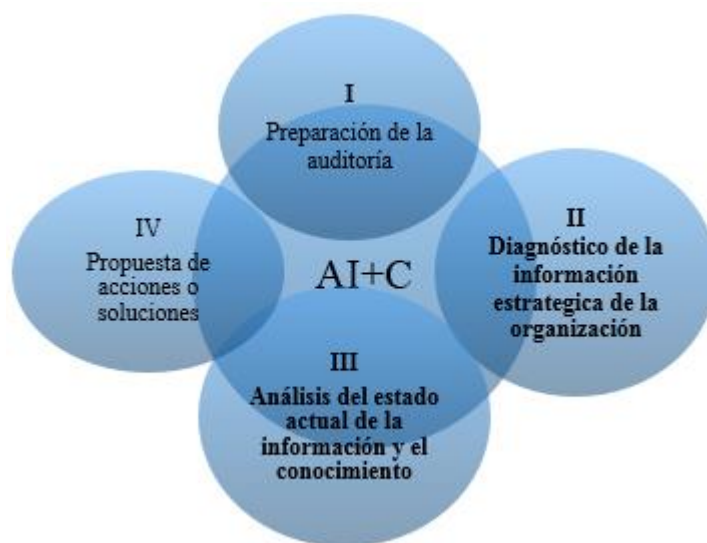 I
Preparación de la
auditoría
II
Diagnóstico de la
información
estrategica de la
organización
AI+C
IV
Propuesta de
acciones o
soluciones
III
Análisis del estado
actual de la
información y el
conocimiento